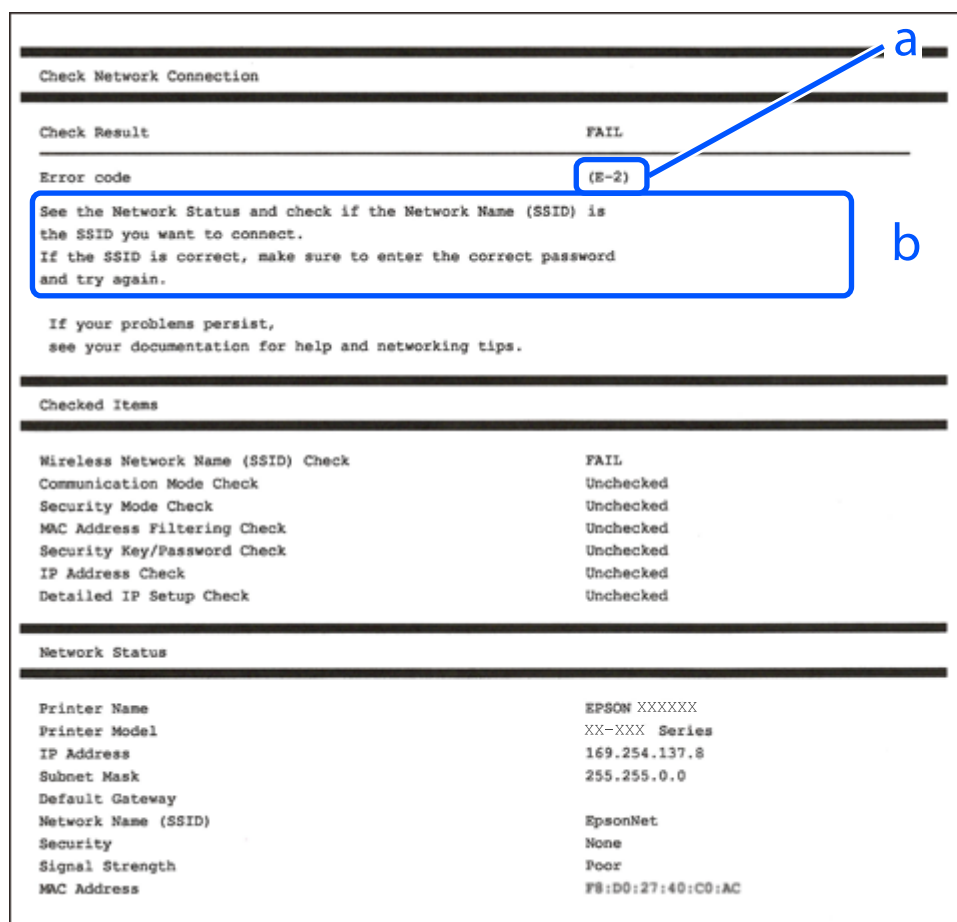 a
Check Network Connection
Check Result FAIL
Error code (E-2)
See the Network Status and check if the Network Name (SSID) is
the SSID you want to connect.
If the SSID is correct, make sure to enter the correct password
and try again.
b
If your problems persist,
see your documentation for help and networking tips.
Checked Items
Wireless Network Name (SSID) Check FAIL
Communication Mode Check Unchecked
Security Mode Check Unchecked
MAC Address Filtering Check Unchecked
Security Key/Password Check Unchecked
IP Address Check Unchecked
Detailed IP Setup Check Unchecked
Network Status
Printer Name EPSON XXXXXX
Printer Model XX-XXX Series
IP Address 169.254.137.8
Subnet Mask 255.255.0.0
Default Gateway
Network Name (SSID) EpsonNet
Security None
Signal Strength Poor
MAC Address F8:D0:27:40:C0:AC